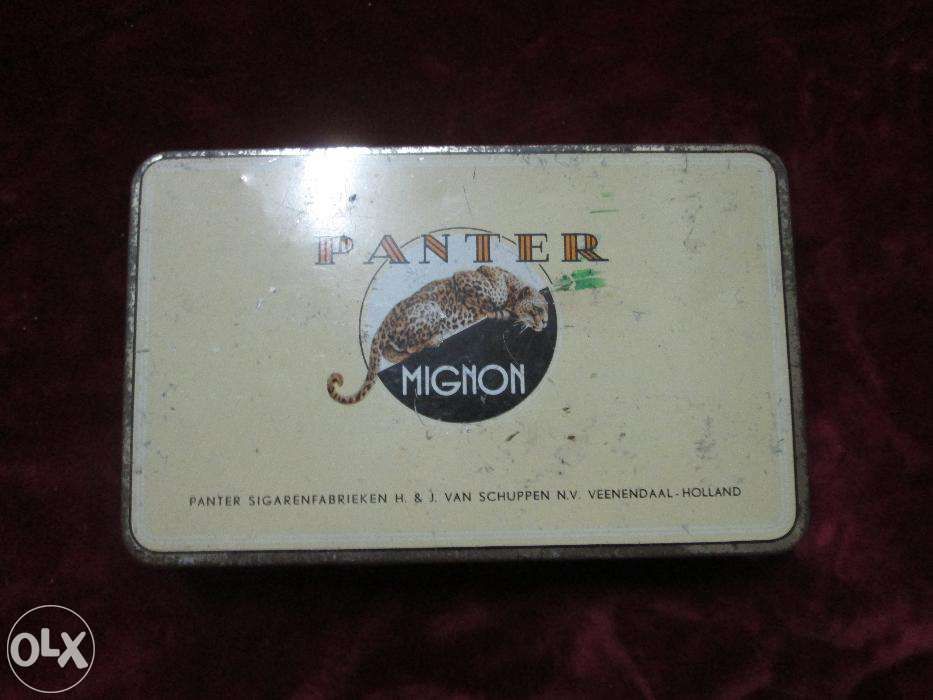 PANTER
MIGNON
PANTER SIGARENFABRIEKEN H. & J. VAN SCHUPPEN N.V. VEENENDAAL-HOLLAND
OLX